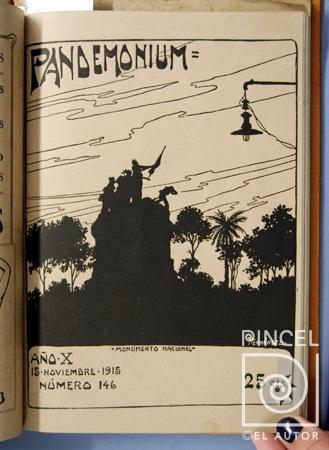 PANDEMONIUM=
"MONUMENTO NACIONAL"
AÑO·X
15·NOVIEMBRE·1915
NÚMERO 146
25
PINCEL
©EL AUTOR